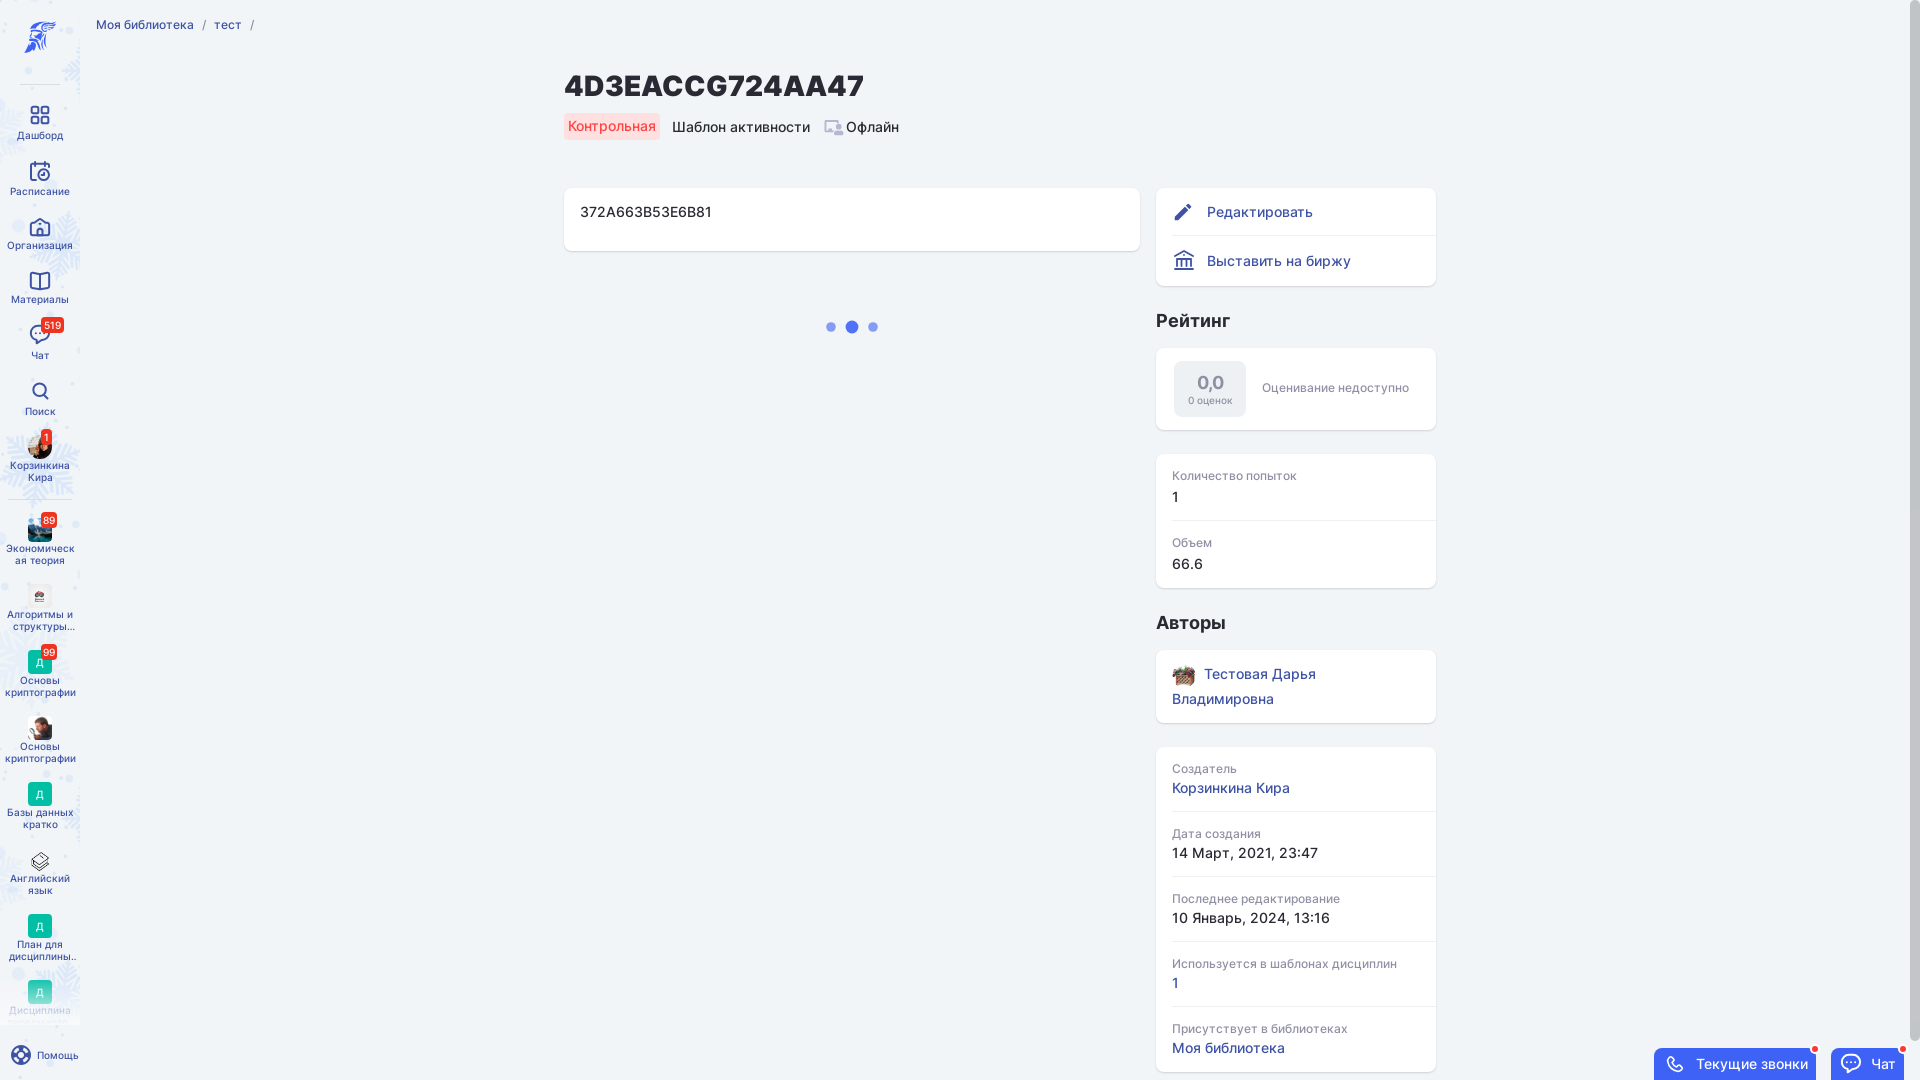 Моя библиотека / тест /
4D3EACCG724AA47
Контрольная Шаблон активности Офлайн
372A663B53E6B81
Редактировать
Выставить на биржу
Рейтинг
0,0
0 оценок
Оценивание недоступно
Количество попыток
1
Объем
66.6
Авторы
Тестовая Дарья
Владимировна
Создатель
Корзинкина Кира
Дата создания
14 Март, 2021, 23:47
Последнее редактирование
10 Январь, 2024, 13:16
Используется в шаблонах дисциплин
1
Присутствует в библиотеках
Моя библиотека
Дашборд
Расписание
Организация
Материалы
519
Чат
Поиск
1
Корзинкина
Кира
89
Экономическ
ая теория
Алгоритмы и
структуры...
99
Д
Основы
криптографии
Основы
криптографии
Д
Базы данных
кратко
Английский
язык
Д
План для
дисциплины..
Д
Дисциплина
Помощь
Текущие звонки
Чат